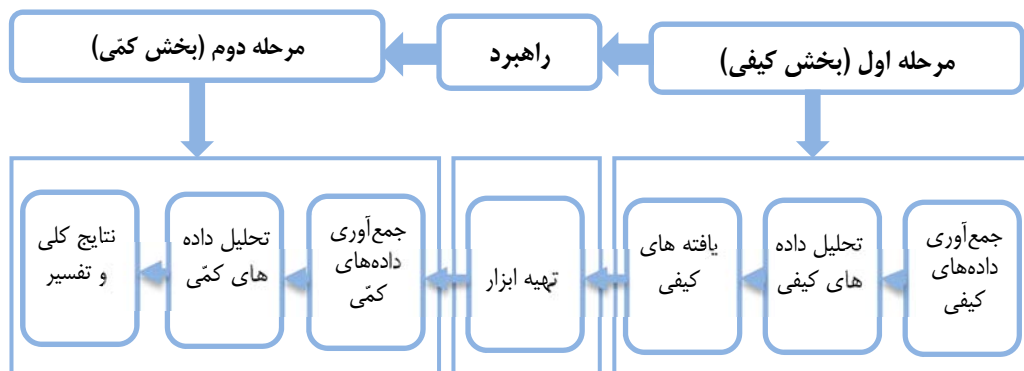 مرحله اول (بخش کیفی)
راهبرد
مرحله دوم (بخش کمّی)
جمع‌آوری
داده‌های
کیفی
تحلیل داده
های کیفی
یافته های
کیفی
تهیه ابزار
جمع‌آوری
داده‌های
کمّی
تحلیل داده
های کمّی
نتایج کلی
و تفسیر